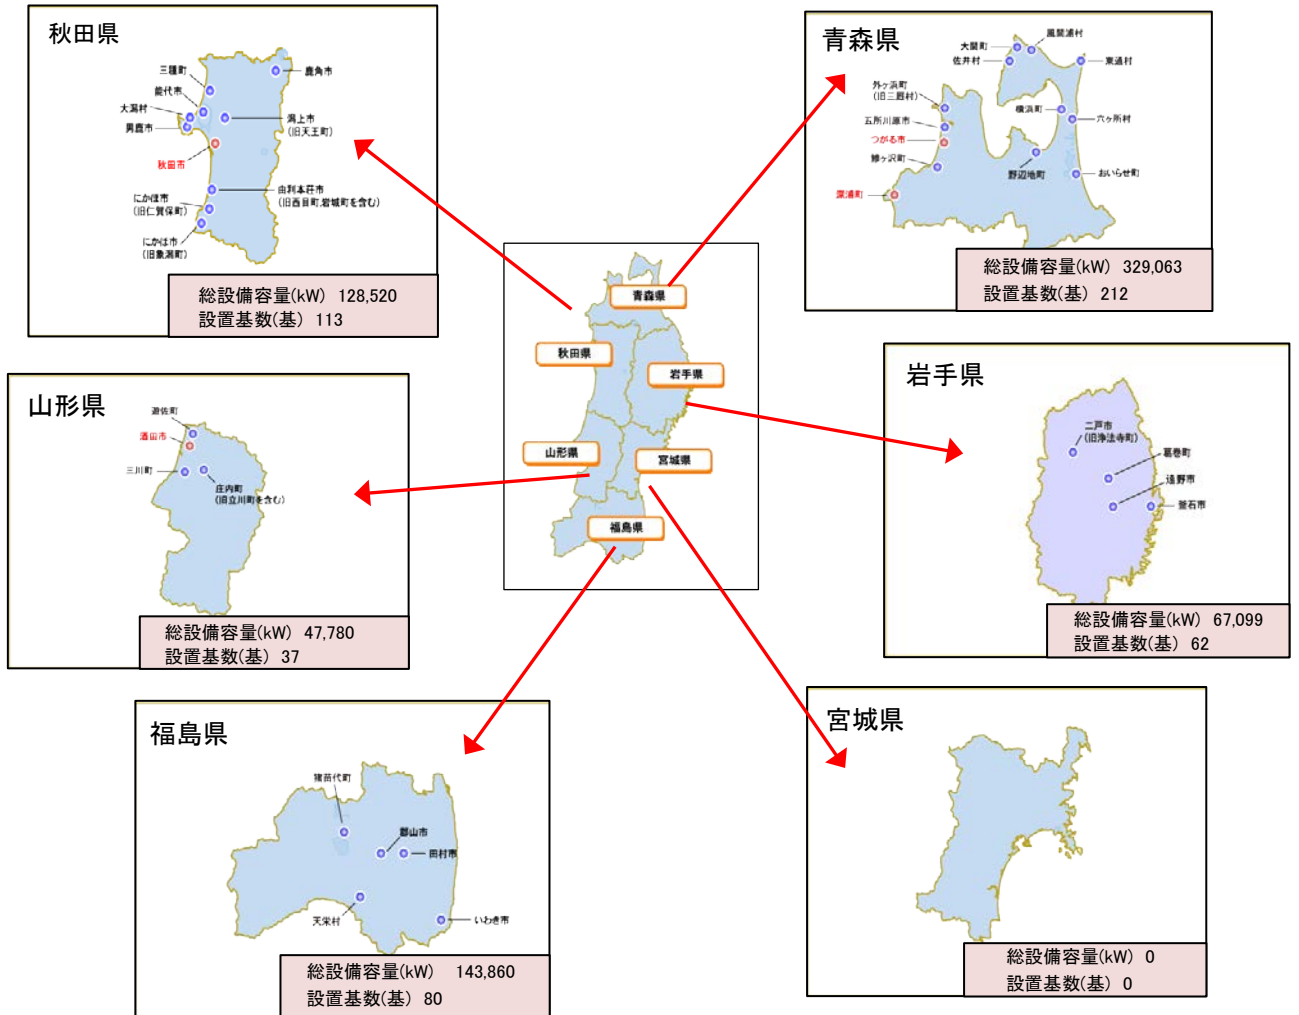 秋田県
三種町
鹿角市
能代市
大潟村
潟上市
(旧天王町)
男鹿市
秋田市
由利本荘市
(旧西目町,岩城町を含む)
にかほ市
(旧仁賀保町)
にかほ市
(旧象潟町)
総設備容量(kW) 128,520
設置基数(基) 113
青森県
大間町
風間浦村
佐井村
東通村
外ヶ浜町
(旧三厩村)
横浜町
五所川原市
六ヶ所村
つがる市
鰺ヶ沢町
野辺地町
おいらせ町
深浦町
総設備容量(kW) 329,063
設置基数(基) 212
青森県
秋田県
岩手県
山形県
宮城県
福島県
山形県
遊佐町
酒田市
三川町
庄内町
(旧立川町を含む)
総設備容量(kW) 47,780
設置基数(基) 37
岩手県
二戸市
(旧浄法寺町)
葛巻町
遠野市
釜石市
総設備容量(kW) 67,099
設置基数(基) 62
福島県
猪苗代町
郡山市
田村市
天栄村
いわき市
総設備容量(kW) 143,860
設置基数(基) 80
宮城県
総設備容量(kW) 0
設置基数(基) 0